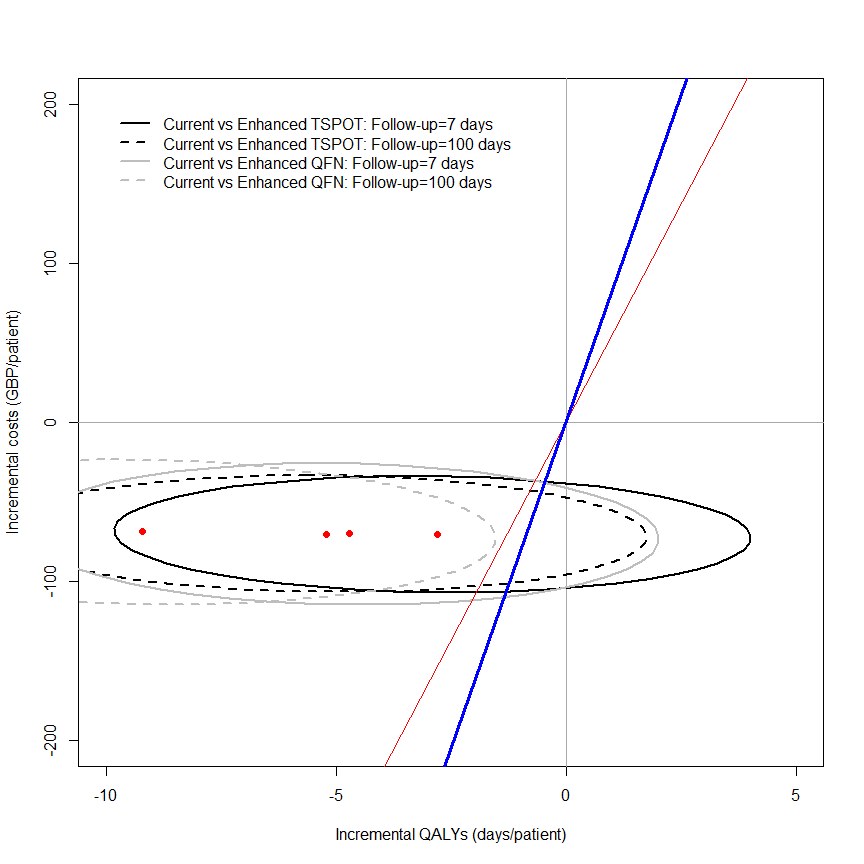 Current vs Enhanced TSPOT: Follow-up=7 days
Current vs Enhanced TSPOT: Follow-up=100 days
Current vs Enhanced QFN: Follow-up=7 days
Current vs Enhanced QFN: Follow-up=100 days
200
100
0
-100
-200
Incremental costs (GBP/patient)
-10
-5
0
5
Incremental QALYs (days/patient)